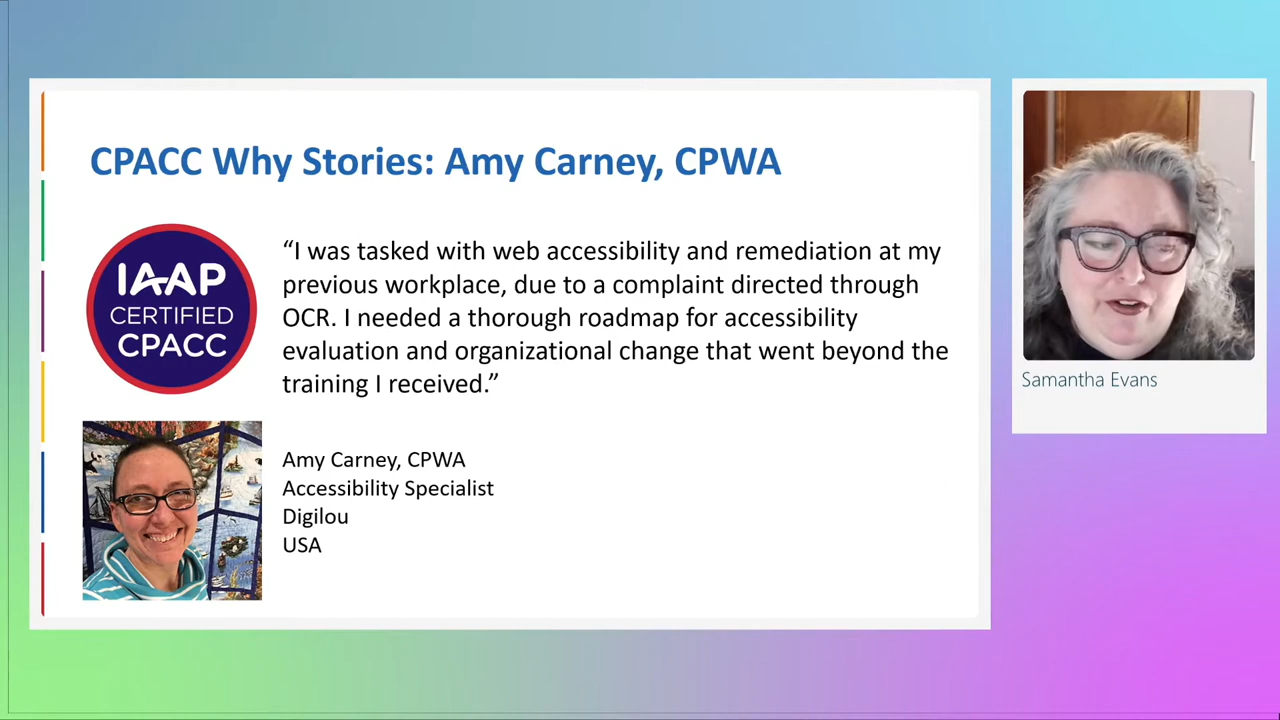 CPACC Why Stories: Amy Carney, CPWA
IAAP
CERTIFIED
CPACC
“I was tasked with web accessibility and remediation at my
previous workplace, due to a complaint directed through
OCR. I needed a thorough roadmap for accessibility
evaluation and organizational change that went beyond the
training I received.”
Amy Carney, CPWA
Accessibility Specialist
Digilou
USA
Samantha Evans